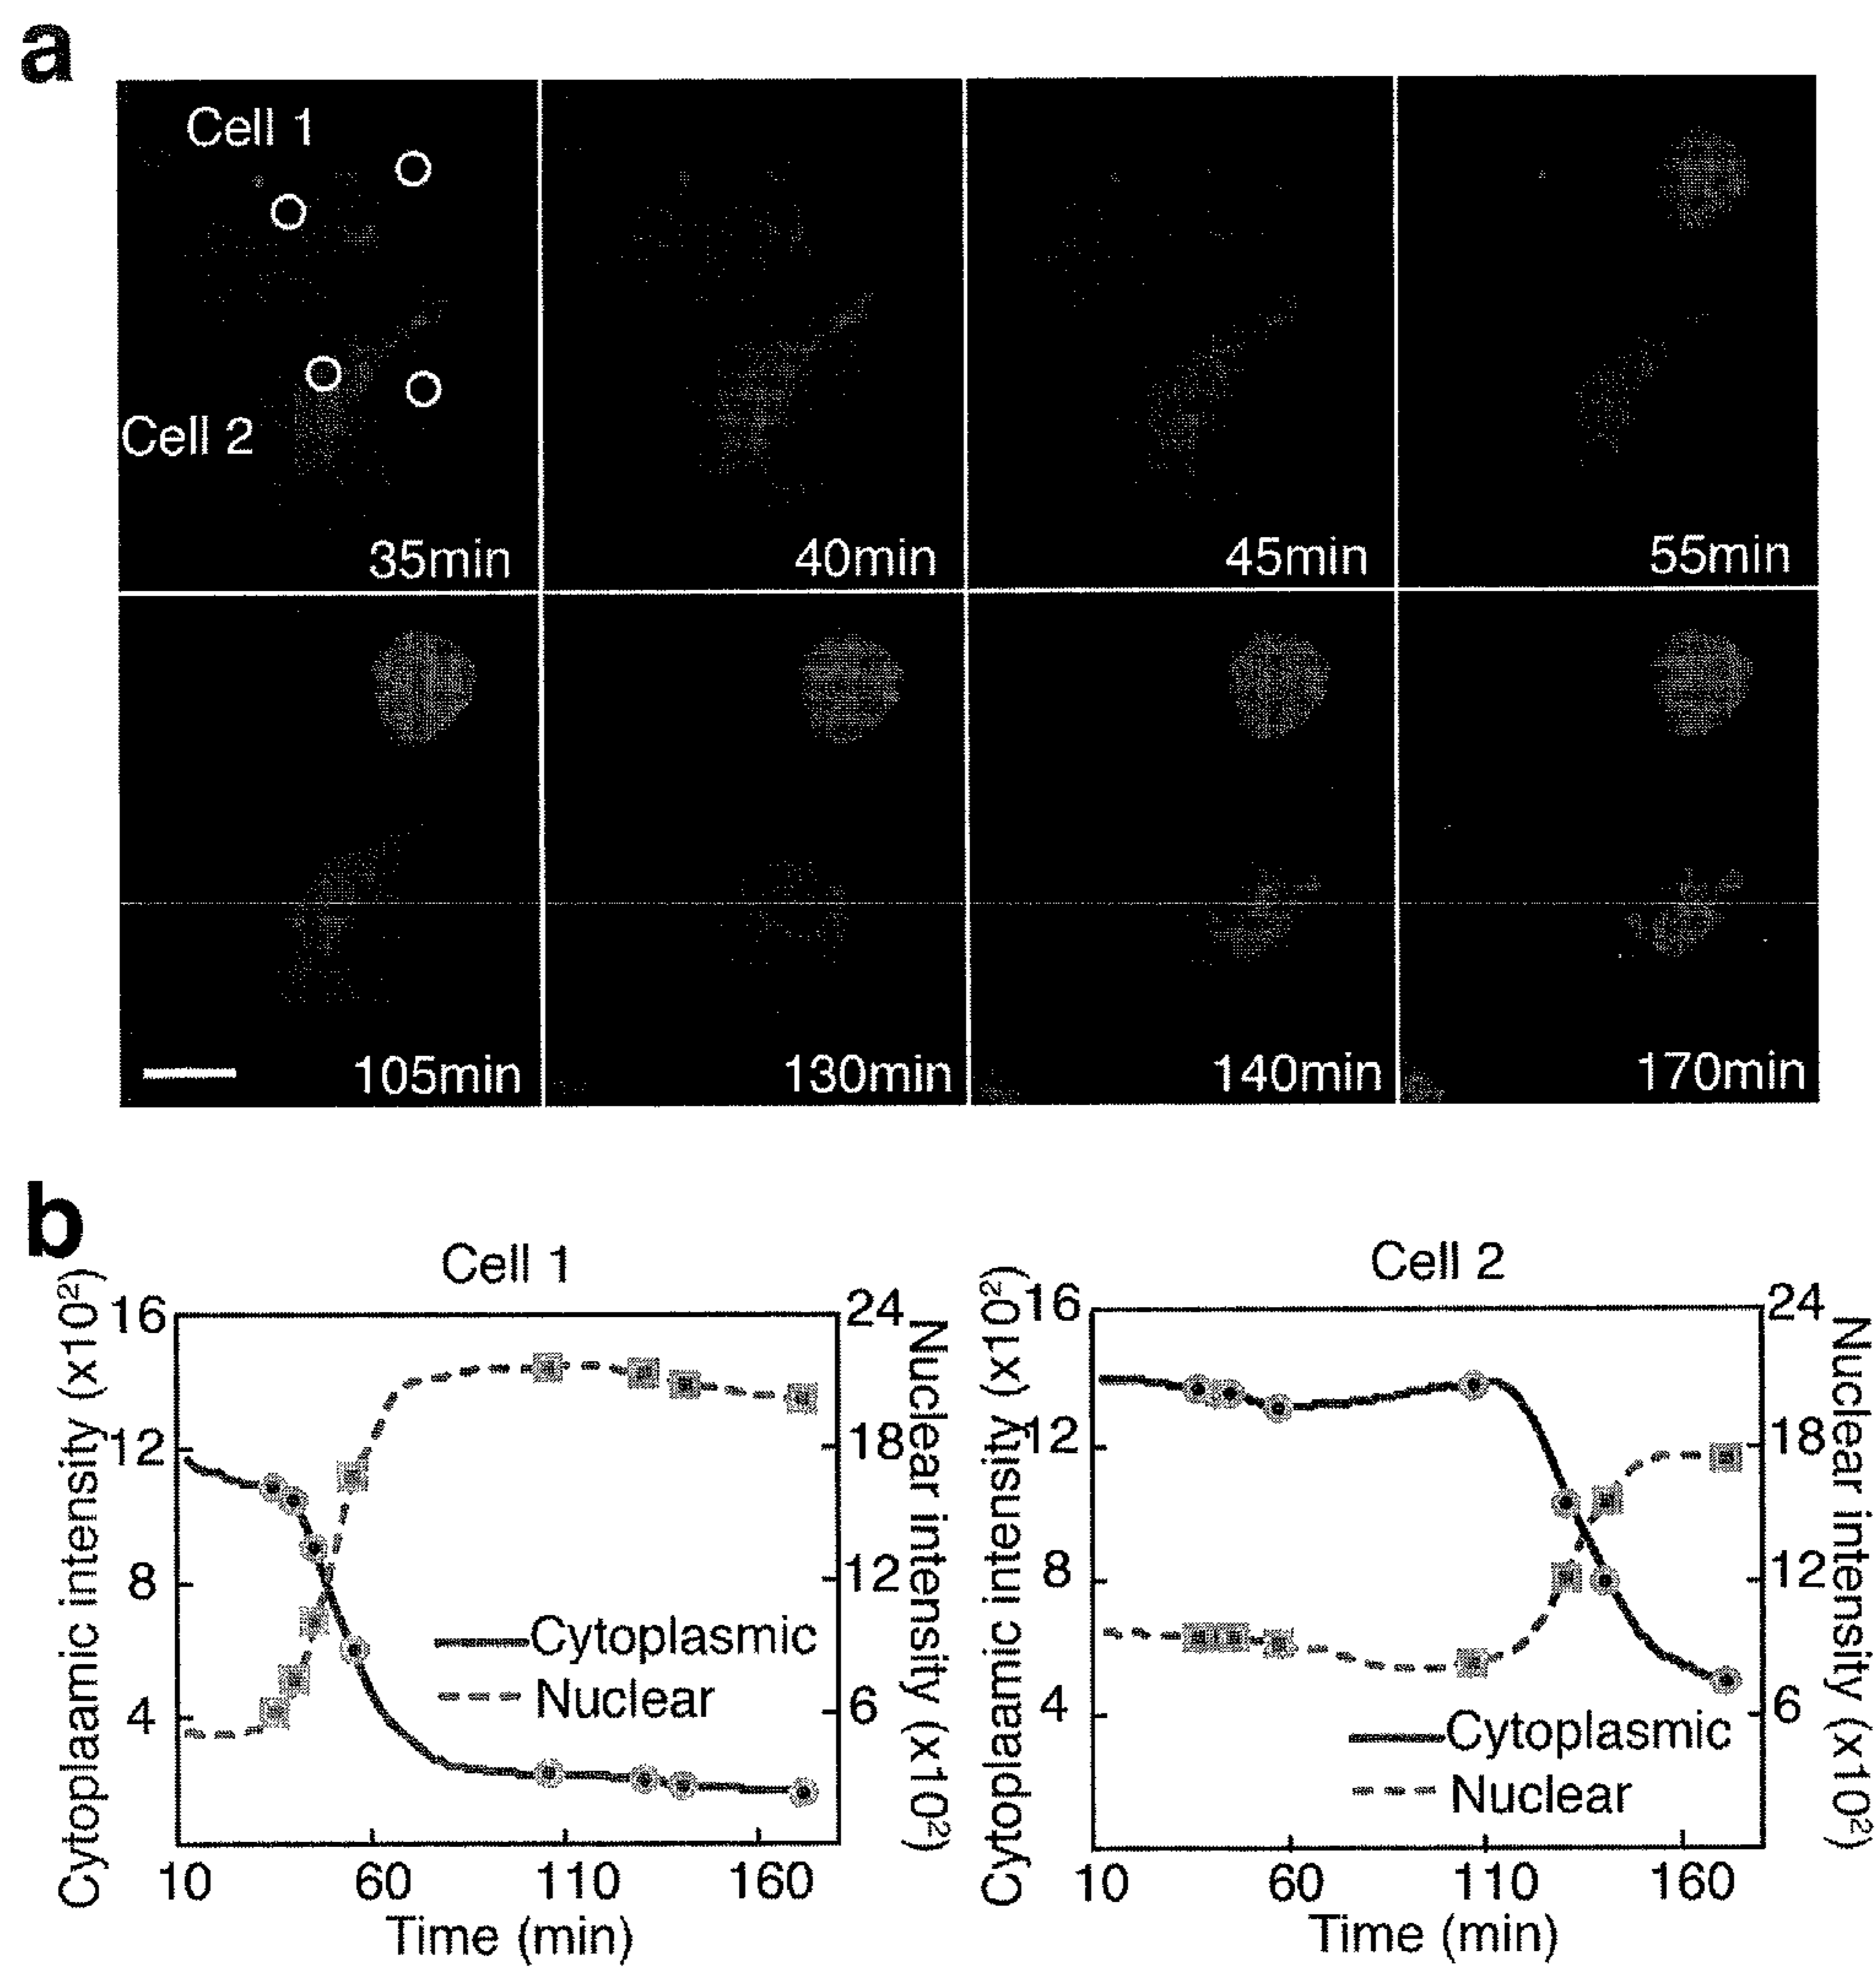 a
Cell 1
Cell 2
35min
40min
45min
55min
105min
130min
140min
170min
b
Cell 1
Cytoplaamic intensity (x10²)
16
12
8
4
24
18
12
6
Nuclear intensity (x10²)
Cytoplasmic
Nuclear
10
60
110
160
Time (min)
Cell 2
Cytoplaamic intensity (x10²)
16
12
8
4
24
18
12
6
Nuclear intensity (x10²)
Cytoplasmic
Nuclear
10
60
110
160
Time (min)